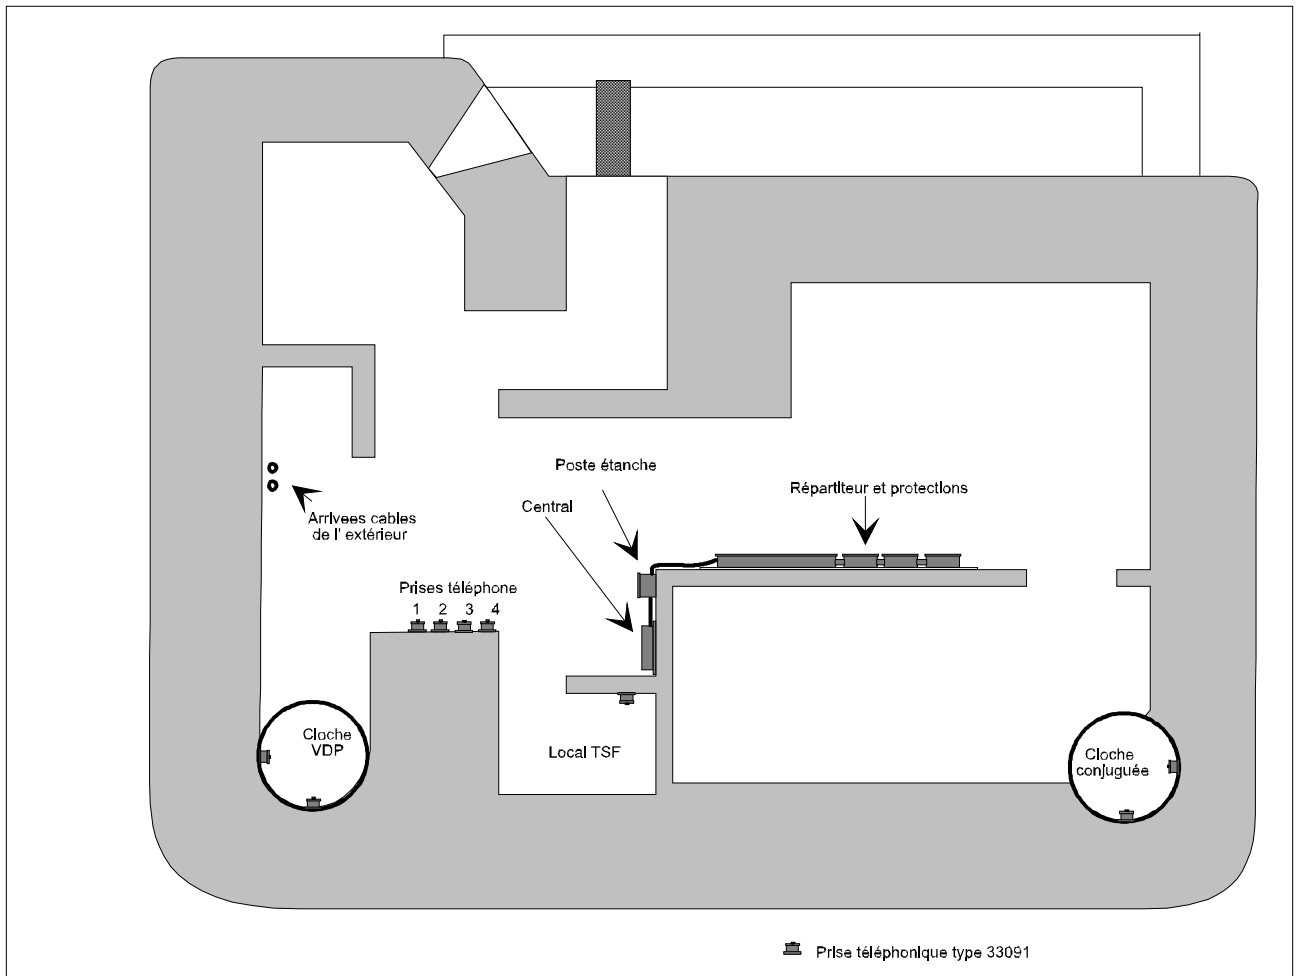 Poste étanche
Répartiteur et protections
Central
Arrivees cables
de l' extérieur
Prises téléphone
1 2 3 4
Cloche
VDP
Local TSF
Cloche
conjuguée
Prise téléphonique type 33091